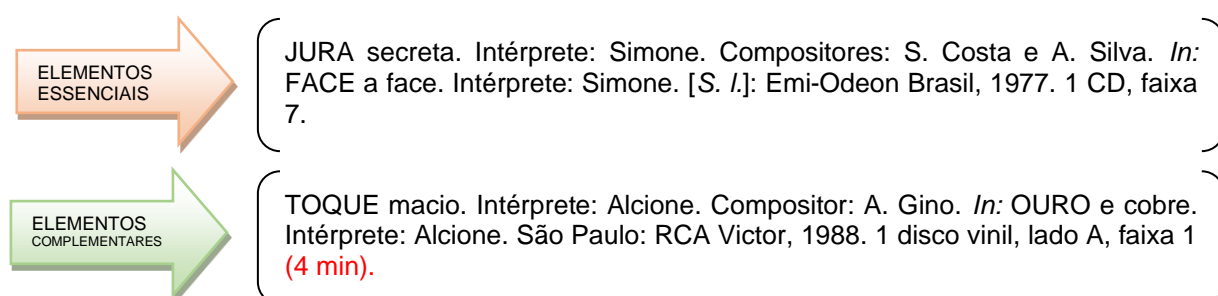 ELEMENTOS
ESSENCIAIS
JURA secreta. Intérprete: Simone. Compositores: S. Costa e A. Silva. In:
FACE a face. Intérprete: Simone. [S. l.]: Emi-Odeon Brasil, 1977. 1 CD, faixa
7.
ELEMENTOS
COMPLEMENTARES
TOQUE macio. Intérprete: Alcione. Compositor: A. Gino. In: OURO e cobre.
Intérprete: Alcione. São Paulo: RCA Victor, 1988. 1 disco vinil, lado A, faixa 1
(4 min).